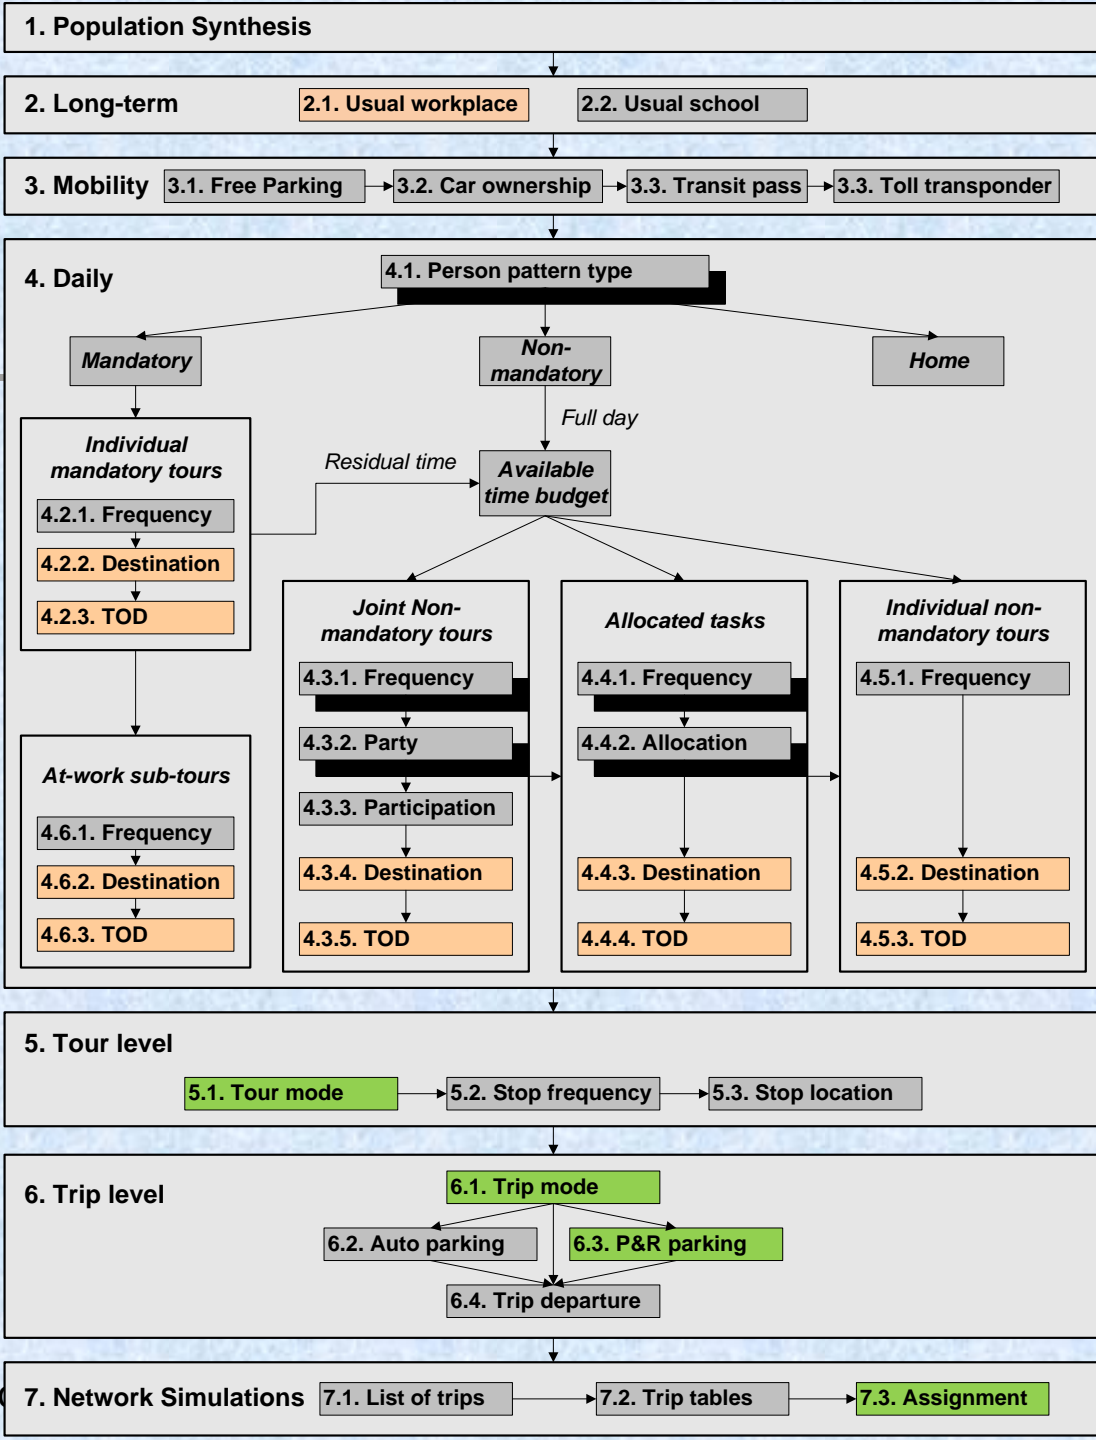 1. Population Synthesis
2. Long-term
2.1. Usual workplace
2.2. Usual school
3. Mobility
3.1. Free Parking
3.2. Car ownership
3.3. Transit pass
3.3. Toll transponder
4. Daily
4.1. Person pattern type
Mandatory
Non-
mandatory
Home
Full day
Individual
mandatory tours
Residual time
Available
time budget
4.2.1. Frequency
4.2.2. Destination
4.2.3. TOD
Joint Non-
mandatory tours
Allocated tasks
Individual non-
mandatory tours
4.3.1. Frequency
4.4.1. Frequency
4.5.1. Frequency
4.3.2. Party
4.4.2. Allocation
At-work sub-tours
4.3.3. Participation
4.6.1. Frequency
4.6.2. Destination
4.6.3. TOD
4.3.4. Destination
4.4.3. Destination
4.5.2. Destination
4.3.5. TOD
4.4.4. TOD
4.5.3. TOD
5. Tour level
5.1. Tour mode
5.2. Stop frequency
5.3. Stop location
6. Trip level
6.1. Trip mode
6.2. Auto parking
6.3. P&R parking
6.4. Trip departure
7. Network Simulations
7.1. List of trips
7.2. Trip tables
7.3. Assignment